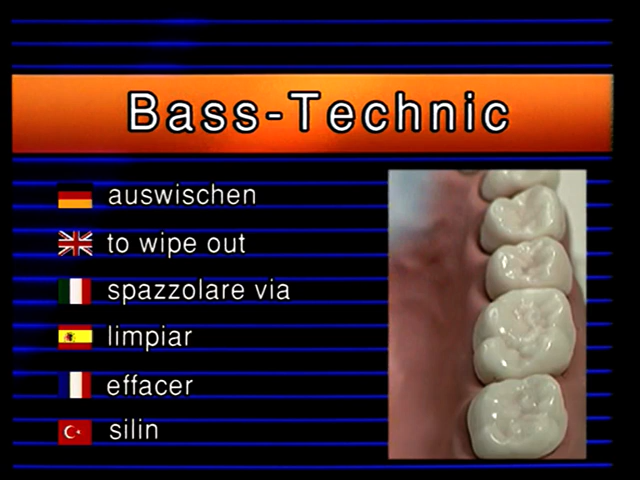 Bass-Technic
auswischen
to wipe out
spazzolare via
limpiar
effacer
silin